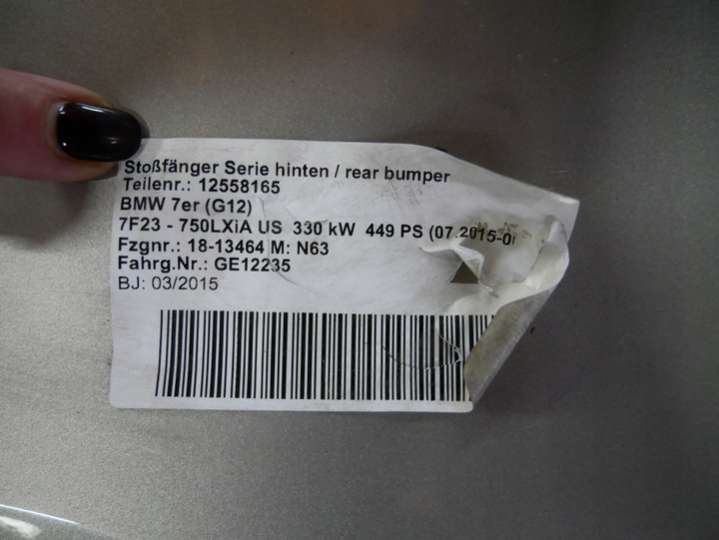 Stoßfänger Serie hinten / rear bumper
Teilenr.: 12558165
BMW 7er (G12)
7F23 - 750LXiA US 330 kW 449 PS (07.2015-0
Fzgnr.: 18-13464 M: N63
Fahrg.Nr.: GE12235
BJ: 03/2015